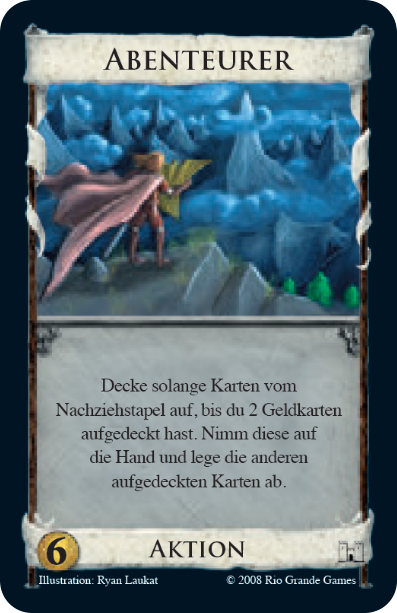 Abenteurer
Decke solange Karten vom
Nachziehstapel auf, bis du 2 Geldkarten
aufgedeckt hast. Nimm diese auf
die Hand und lege die anderen
aufgedeckten Karten ab.
6
Aktion
Illustration: Ryan Laukat
© 2008 Rio Grande Games